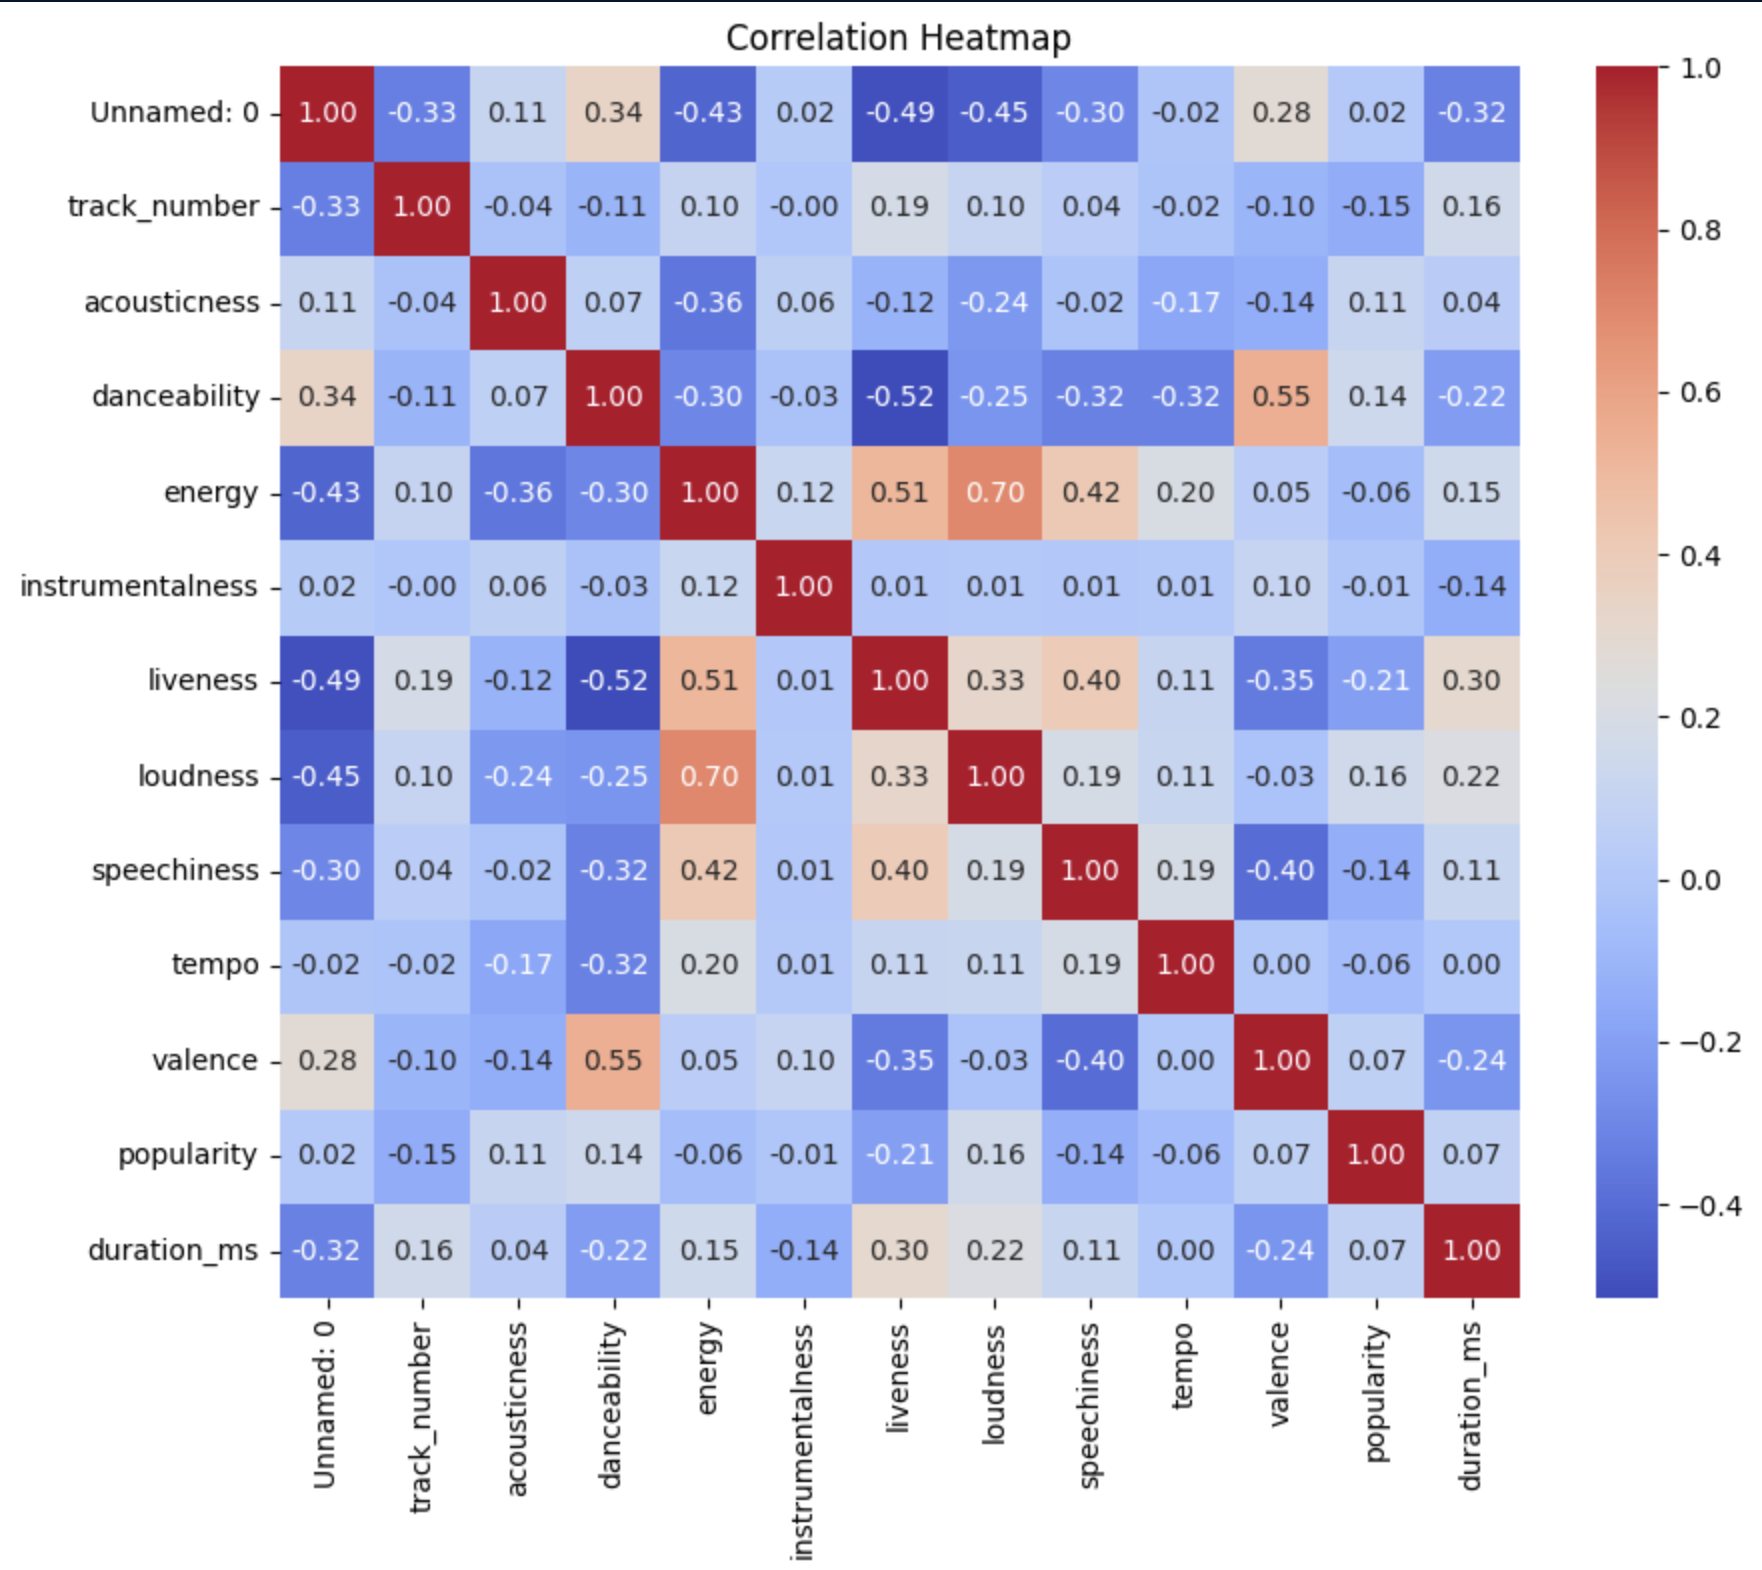 Correlation Heatmap
Unnamed: 0 1.00 -0.33 0.11 0.34 -0.43 0.02 -0.49 -0.45 -0.30 -0.02 0.28 0.02 -0.32
track_number -0.33 1.00 -0.04 -0.11 0.10 -0.00 0.19 0.10 0.04 -0.02 -0.10 -0.15 0.16
acousticness 0.11 -0.04 1.00 0.07 -0.36 0.06 -0.12 -0.24 -0.02 -0.17 -0.14 0.11 0.04
danceability 0.34 -0.11 0.07 1.00 -0.30 -0.03 -0.52 -0.25 -0.32 -0.32 0.55 0.14 -0.22
energy -0.43 0.10 -0.36 -0.30 1.00 0.12 0.51 0.70 0.42 0.20 0.05 -0.06 0.15
instrumentalness 0.02 -0.00 0.06 -0.03 0.12 1.00 0.01 0.01 0.01 0.01 0.10 -0.01 -0.14
liveness -0.49 0.19 -0.12 -0.52 0.51 0.01 1.00 0.33 0.40 0.11 -0.35 -0.21 0.30
loudness -0.45 0.10 -0.24 -0.25 0.70 0.01 0.33 1.00 0.19 0.11 -0.03 0.16 0.22
speechiness -0.30 0.04 -0.02 -0.32 0.42 0.01 0.40 0.19 1.00 0.19 -0.40 -0.14 0.11
tempo -0.02 -0.02 -0.17 -0.32 0.20 0.01 0.11 0.11 0.19 1.00 0.00 -0.06 0.00
valence 0.28 -0.10 -0.14 0.55 0.05 0.10 -0.35 -0.03 -0.40 0.00 1.00 0.07 -0.24
popularity 0.02 -0.15 0.11 0.14 -0.06 -0.01 -0.21 0.16 -0.14 -0.06 0.07 1.00 0.07
duration_ms -0.32 0.16 0.04 -0.22 0.15 -0.14 0.30 0.22 0.11 0.00 -0.24 0.07 1.00
Unnamed: 0
track_number
acousticness
danceability
energy
instrumentalness
liveness
loudness
speechiness
tempo
valence
popularity
duration_ms
1.0
0.8
0.6
0.4
0.2
0.0
−0.2
−0.4